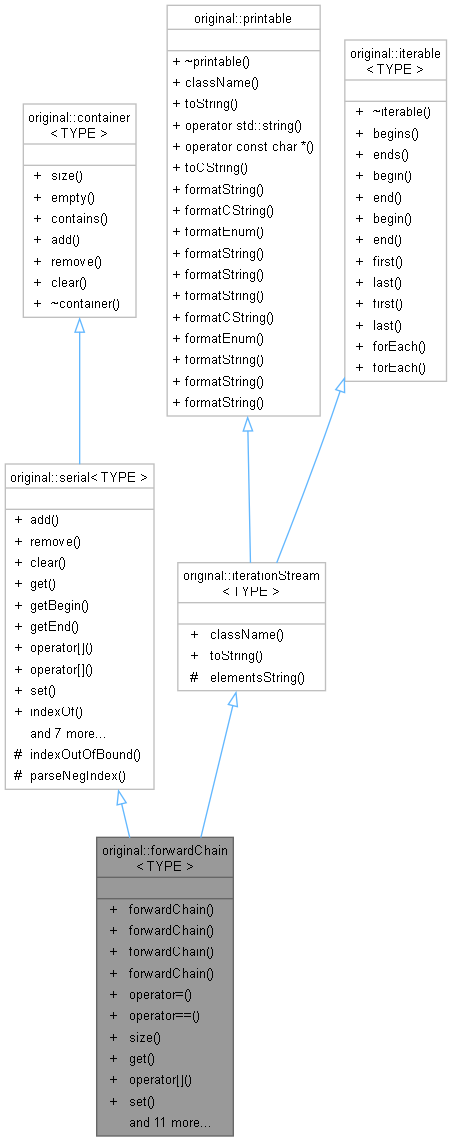 original::printable
+ ~printable()
+ className()
+ toString()
+ operator std::string()
+ operator const char *()
+ toCString()
+ formatString()
+ formatCString()
+ formatEnum()
+ formatString()
+ formatString()
+ formatString()
+ formatCString()
+ formatEnum()
+ formatString()
+ formatString()
+ formatString()
original::iterable
< TYPE >
+ ~iterable()
+ begins()
+ ends()
+ begin()
+ end()
+ begin()
+ end()
+ first()
+ last()
+ first()
+ last()
+ forEach()
+ forEach()
original::container
< TYPE >
+ size()
+ empty()
+ contains()
+ add()
+ remove()
+ clear()
+ ~container()
original::serial< TYPE >
+ add()
+ remove()
+ clear()
+ get()
+ getBegin()
+ getEnd()
+ operator[]()
+ operator[]()
+ set()
+ indexOf()
and 7 more...
# indexOutOfBound()
# parseNegIndex()
original::iterationStream
< TYPE >
+ className()
+ toString()
# elementsString()
original::forwardChain
< TYPE >
+ forwardChain()
+ forwardChain()
+ forwardChain()
+ forwardChain()
+ operator=()
+ operator==()
+ size()
+ get()
+ operator[]()
+ set()
and 11 more...